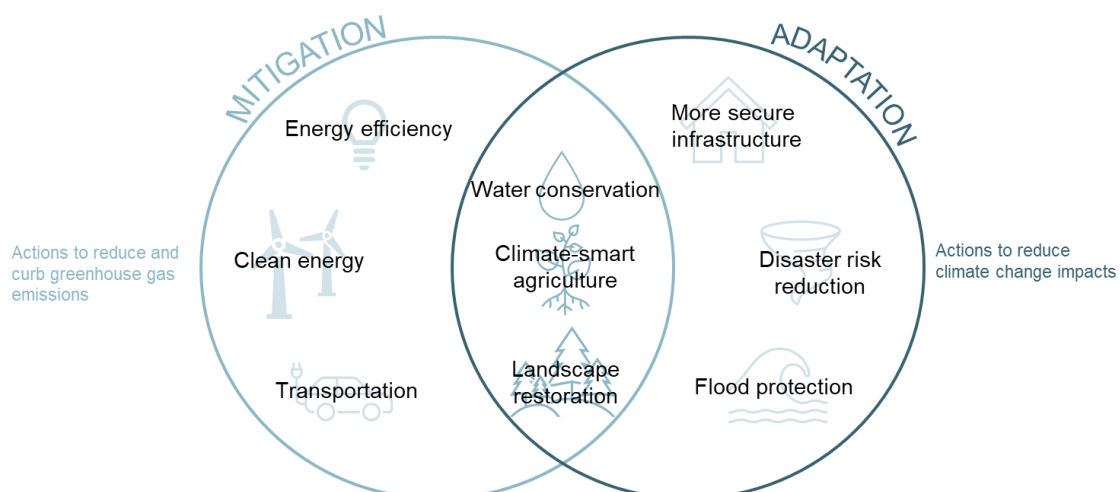 MITIGATION
ADAPTATION
Energy efficiency
More secure
infrastructure
Water conservation
Actions to reduce and
curb greenhouse gas
emissions
Clean energy
Climate-smart
agriculture
Disaster risk
reduction
Actions to reduce
climate change impacts
Transportation
Landscape
restoration
Flood protection